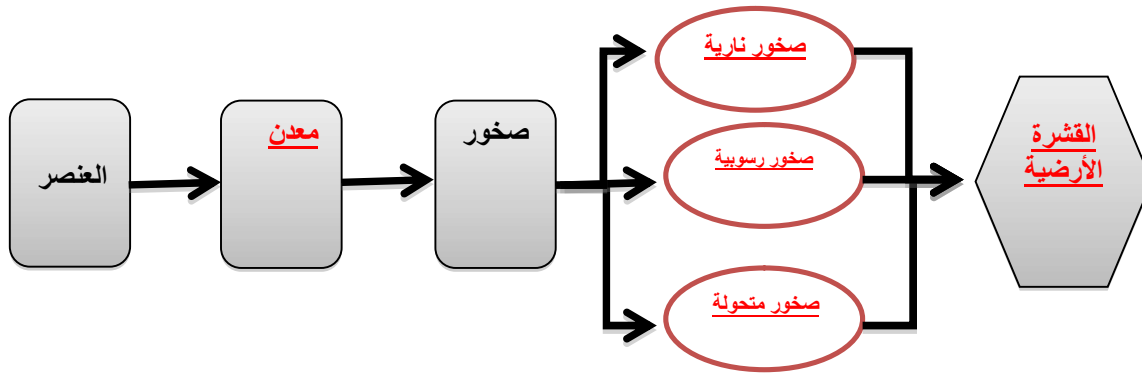 العنصر
معدن
صخور
صخور نارية
صخور رسوبية
صخور متحولة
القشرة
الأرضية